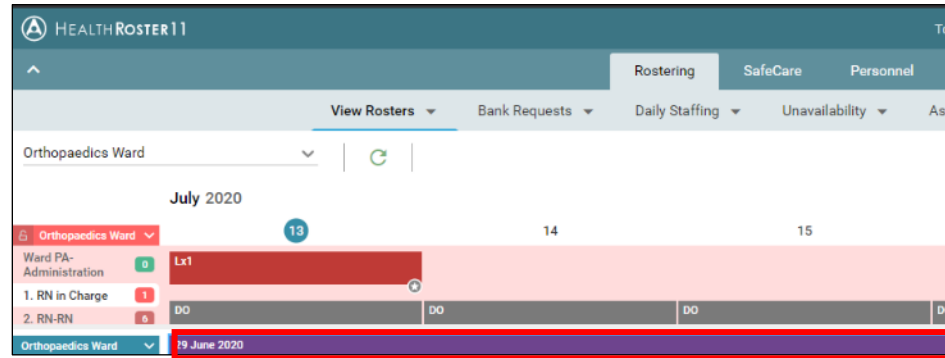 HEALTHROSTER11
To
Rostering SafeCare Personnel
View Rosters Bank Requests Daily Staffing Unavailability As
Orthopaedics Ward
July 2020
13 14 15
Orthopaedics Ward
Ward PA-
Administration 0
Lx1
1. RN in Charge 1
2. RN-RN 6
DO DO DO D
Orthopaedics Ward 29 June 2020